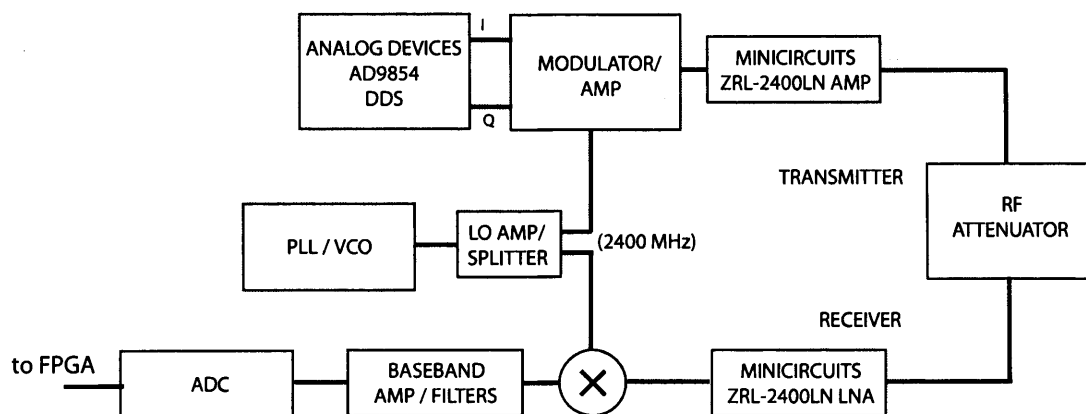 I
ANALOG DEVICES
AD9854
DDS
Q
MODULATOR/
AMP
MINICIRCUITS
ZRL-2400LN AMP
TRANSMITTER
RF
ATTENUATOR
PLL / VCO
LO AMP/
SPLITTER
(2400 MHz)
RECEIVER
to FPGA
ADC
BASEBAND
AMP / FILTERS
MINICIRCUITS
ZRL-2400LN LNA